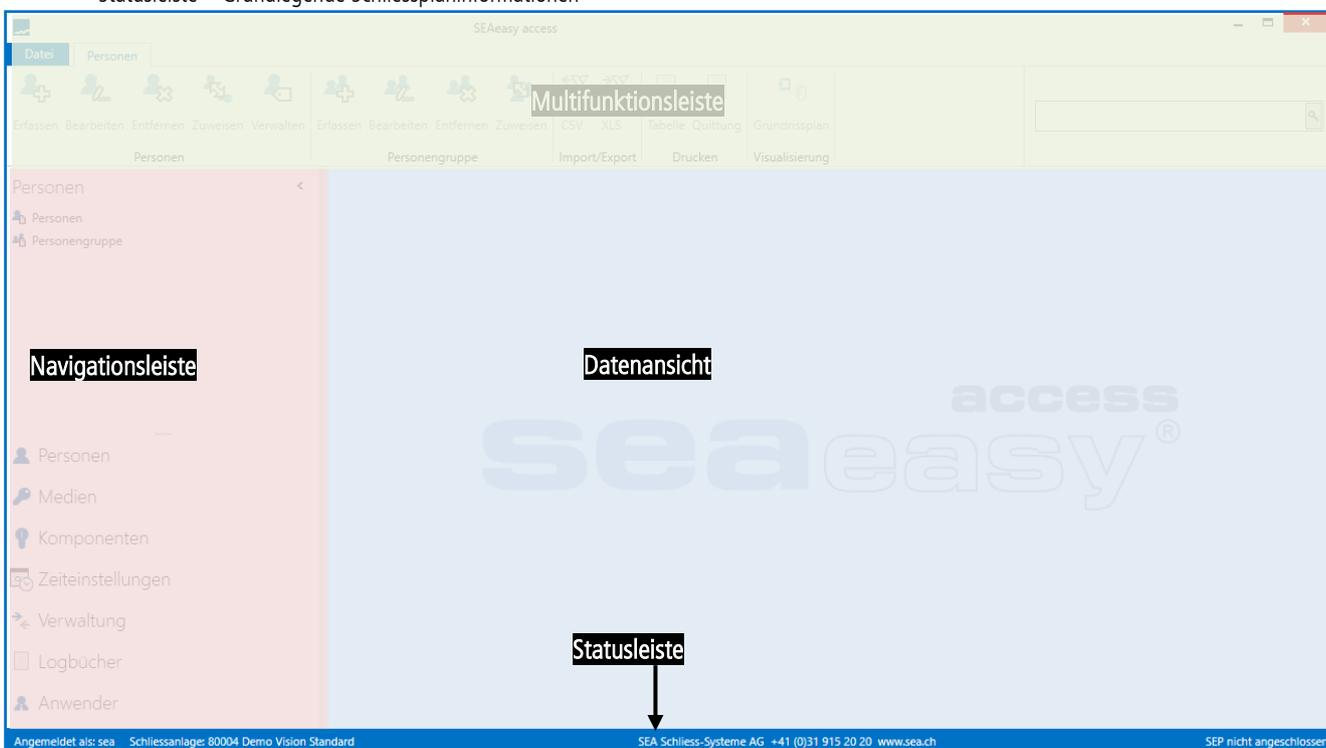 Statusleiste – Grundlegende Schliessplaninformationen
SEAeasy access
Datei Personen
Multifunktionsleiste
Erfassen Bearbeiten Entfernen Zuweisen Verwalten Erfassen Bearbeiten Entfernen Zuweisen CSV XLS Tabelle Quittung Grundrissplan
Personen Personengruppe Import/Export Drucken Visualisierung
Personen
Personen
Personengruppe
Navigationsleiste
Datenansicht
access
seaeasy®
Personen
Medien
Komponenten
Zeiteinstellungen
Verwaltung
Logbücher
Anwender
Statusleiste
Angemeldet als: sea Schliessanlage: 80004 Demo Vision Standard SEA Schliess-Systeme AG +41 (0)31 915 20 20 www.sea.ch SEP nicht angeschlossen